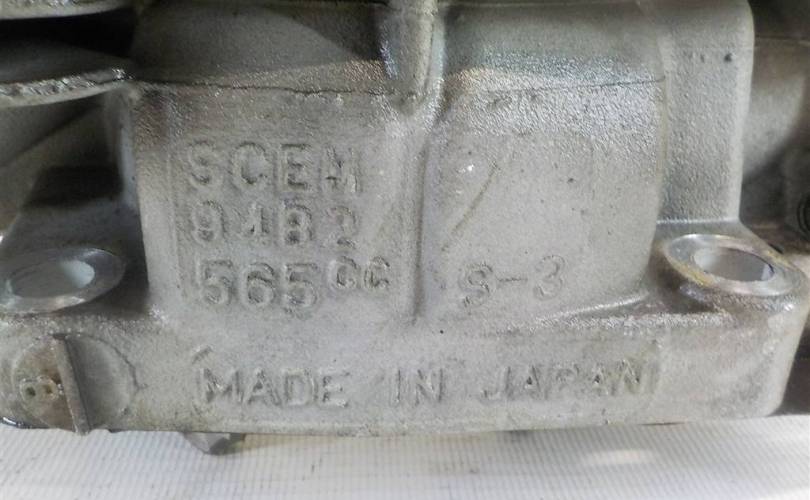 SCEM
9482
565CC S-3
MADE IN JAPAN